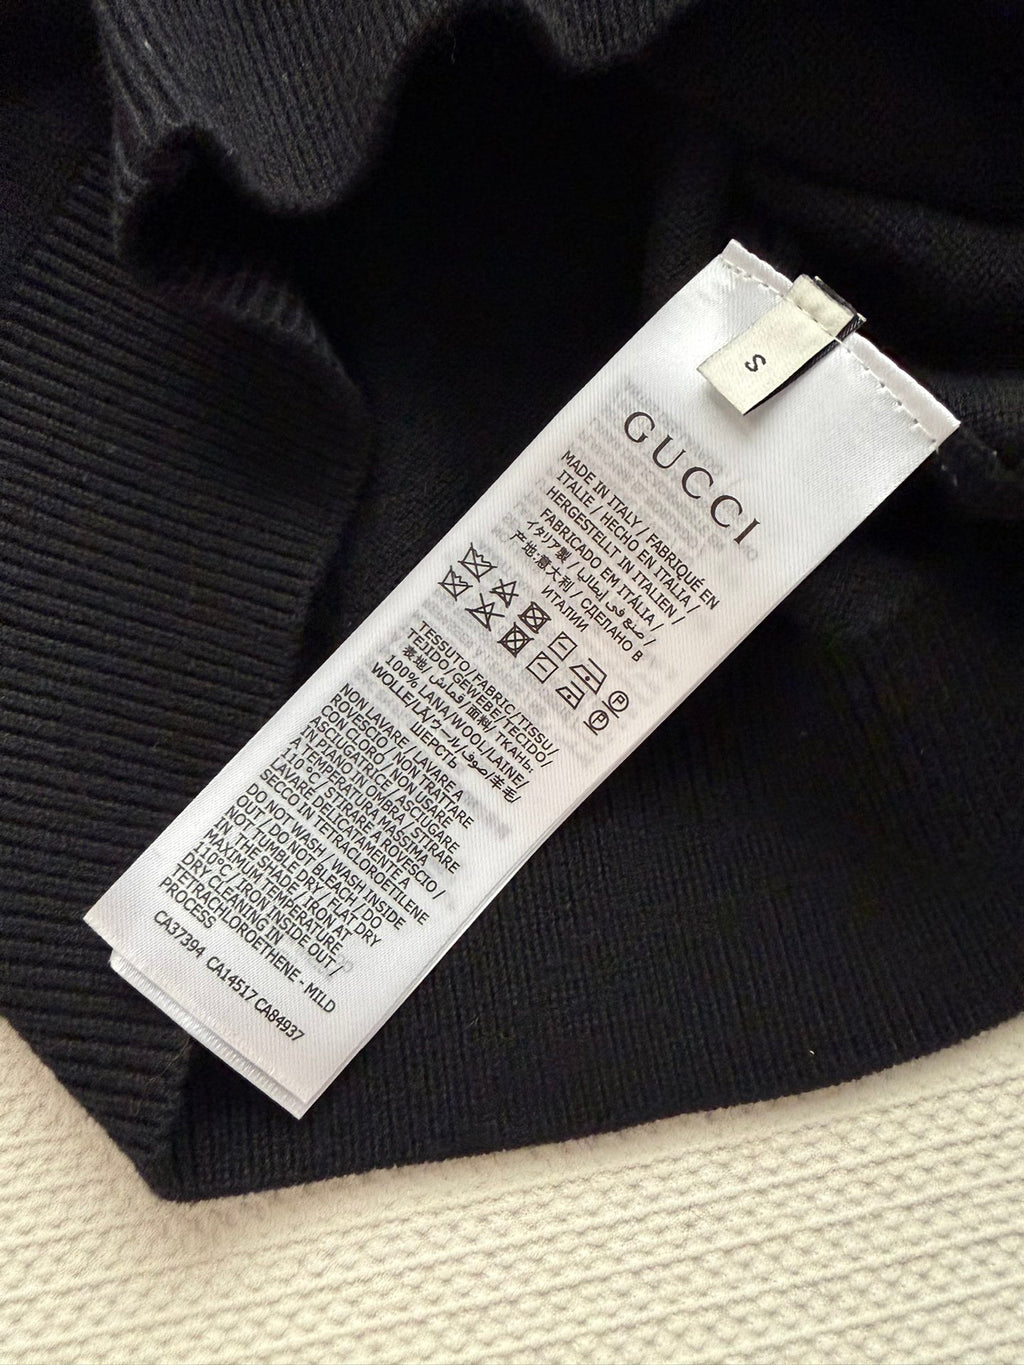 S
GUCCI
MADE IN ITALY / FABRIQUÉ EN
ITALIE / HECHO EN ITALIA /
HERGESTELLT IN ITALIEN /
FABRICADO EM ITÁLIA /
イタリア製 / صنع في إيطاليا /
产地:意大利 / СДЕЛАНО В
ИТАЛИИ
P
P
TESSUTO/FABRIC/TISSU/
TEJIDO/GEWEBE/TECIDO/
表地/قماش/面料/ТКАНЬ:
100% LANA/WOOL/LAINE/
WOLLE/LÃ/ウール/صوف/羊毛/
ШЕРСТЬ
NON LAVARE / LAVARE A
ROVESCIO / NON TRATTARE
CON CLORO / NON USARE
ASCIUGATRICE / ASCIUGARE
IN PIANO IN OMBRA / STIRARE
A TEMPERATURA MASSIMA
110 °C / STIRARE A ROVESCIO /
LAVARE DELICATAMENTE A
SECCO IN TETRACLOROETILENE
DO NOT WASH / WASH INSIDE
OUT / DO NOT BLEACH / DO
NOT TUMBLE DRY / FLAT DRY
IN THE SHADE / IRON AT
MAXIMUM TEMPERATURE
110°C / IRON INSIDE OUT /
DRY CLEANING IN
TETRACHLOROETHENE - MILD
PROCESS
CA37394 CA14517 CA84937